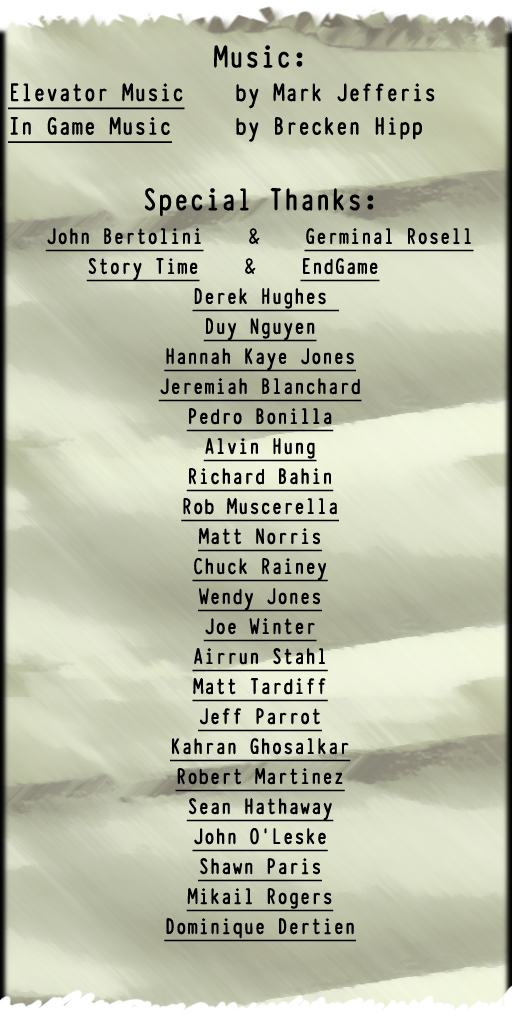 Music:
Elevator Music by Mark Jefferis
In Game Music by Brecken Hipp
Special Thanks:
John Bertolini & Germinal Rosell
Story Time & EndGame
Derek Hughes
Duy Nguyen
Hannah Kaye Jones
Jeremiah Blanchard
Pedro Bonilla
Alvin Hung
Richard Bahin
Rob Muscerella
Matt Norris
Chuck Rainey
Wendy Jones
Joe Winter
Airrun Stahl
Matt Tardiff
Jeff Parrot
Kahran Ghosalkar
Robert Martinez
Sean Hathaway
John O'Leske
Shawn Paris
Mikail Rogers
Dominique Dertien